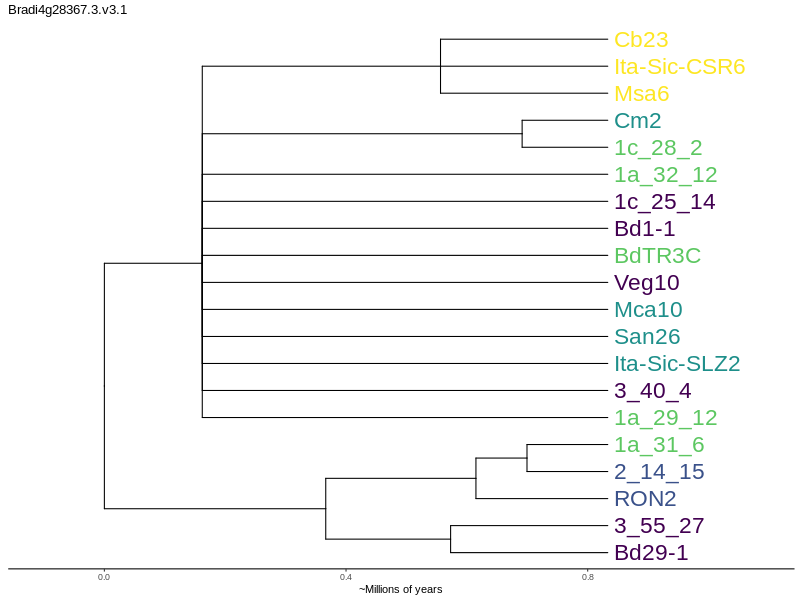 Bradi4g28367.3.v3.1
Cb23
Ita-Sic-CSR6
Msa6
Cm2
1c_28_2
1a_32_12
1c_25_14
Bd1-1
BdTR3C
Veg10
Mca10
San26
Ita-Sic-SLZ2
3_40_4
1a_29_12
1a_31_6
2_14_15
RON2
3_55_27
Bd29-1
0.0 0.4 0.8
~Millions of years